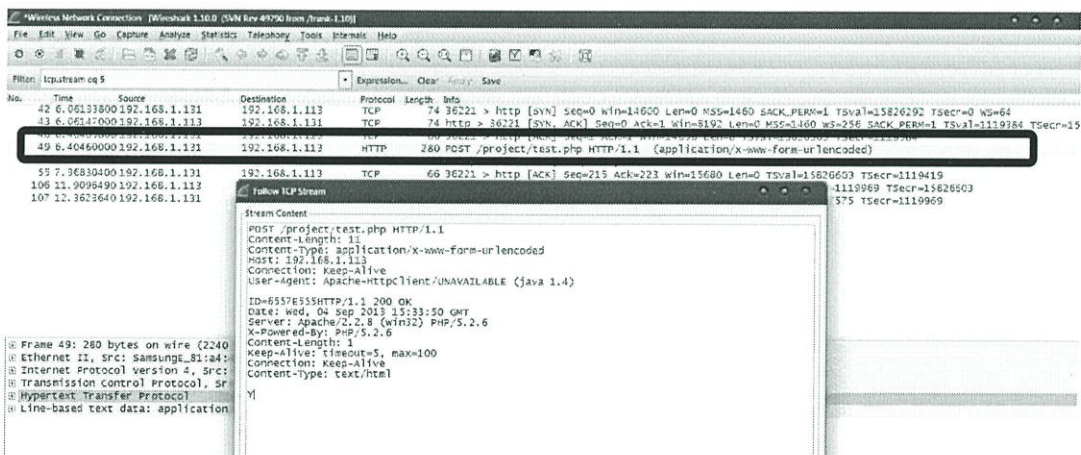 *Wireless Network Connection [Wireshark 1.10.0 (SVN Rev 49790 from /trunk-1.10)]
File Edit View Go Capture Analyze Statistics Telephony Tools Internals Help
Filter: tcp.stream eq 5 Expression... Clear Apply Save
No. Time Source Destination Protocol Length Info
42 6.06133800 192.168.1.131 192.168.1.113 TCP 74 36221 > http [SYN] Seq=0 Win=14600 Len=0 MSS=1460 SACK_PERM=1 TSval=15826292 TSecr=0 WS=64
43 6.06147000 192.168.1.113 192.168.1.131 TCP 74 http > 36221 [SYN, ACK] Seq=0 Ack=1 Win=8192 Len=0 MSS=1460 WS=256 SACK_PERM=1 TSval=1119384 TSecr=15
49 6.40460000 192.168.1.131 192.168.1.113 HTTP 280 POST /project/test.php HTTP/1.1 (application/x-www-form-urlencoded)
55 7.36830400 192.168.1.131 192.168.1.113 TCP 66 36221 > http [ACK] Seq=215 Ack=223 Win=15680 Len=0 TSval=15826603 TSecr=1119419
106 11.9096490 192.168.1.113 1119969 TSecr=15826603
107 12.3623640 192.168.1.131 575 TSecr=1119969
Follow TCP Stream
Stream Content
POST /project/test.php HTTP/1.1
Content-Length: 11
Content-Type: application/x-www-form-urlencoded
Host: 192.168.1.113
Connection: Keep-Alive
User-Agent: Apache-HttpClient/UNAVAILABLE (java 1.4)
ID=6557E555HTTP/1.1 200 OK
Date: Wed, 04 Sep 2013 15:33:50 GMT
Server: Apache/2.2.8 (Win32) PHP/5.2.6
X-Powered-By: PHP/5.2.6
Content-Length: 1
Keep-Alive: timeout=5, max=100
Connection: Keep-Alive
Content-Type: text/html
Y
Frame 49: 280 bytes on wire (2240
Ethernet II, Src: SamsungE_81:a4:
Internet Protocol Version 4, Src:
Transmission Control Protocol, Sr
Hypertext Transfer Protocol
Line-based text data: application